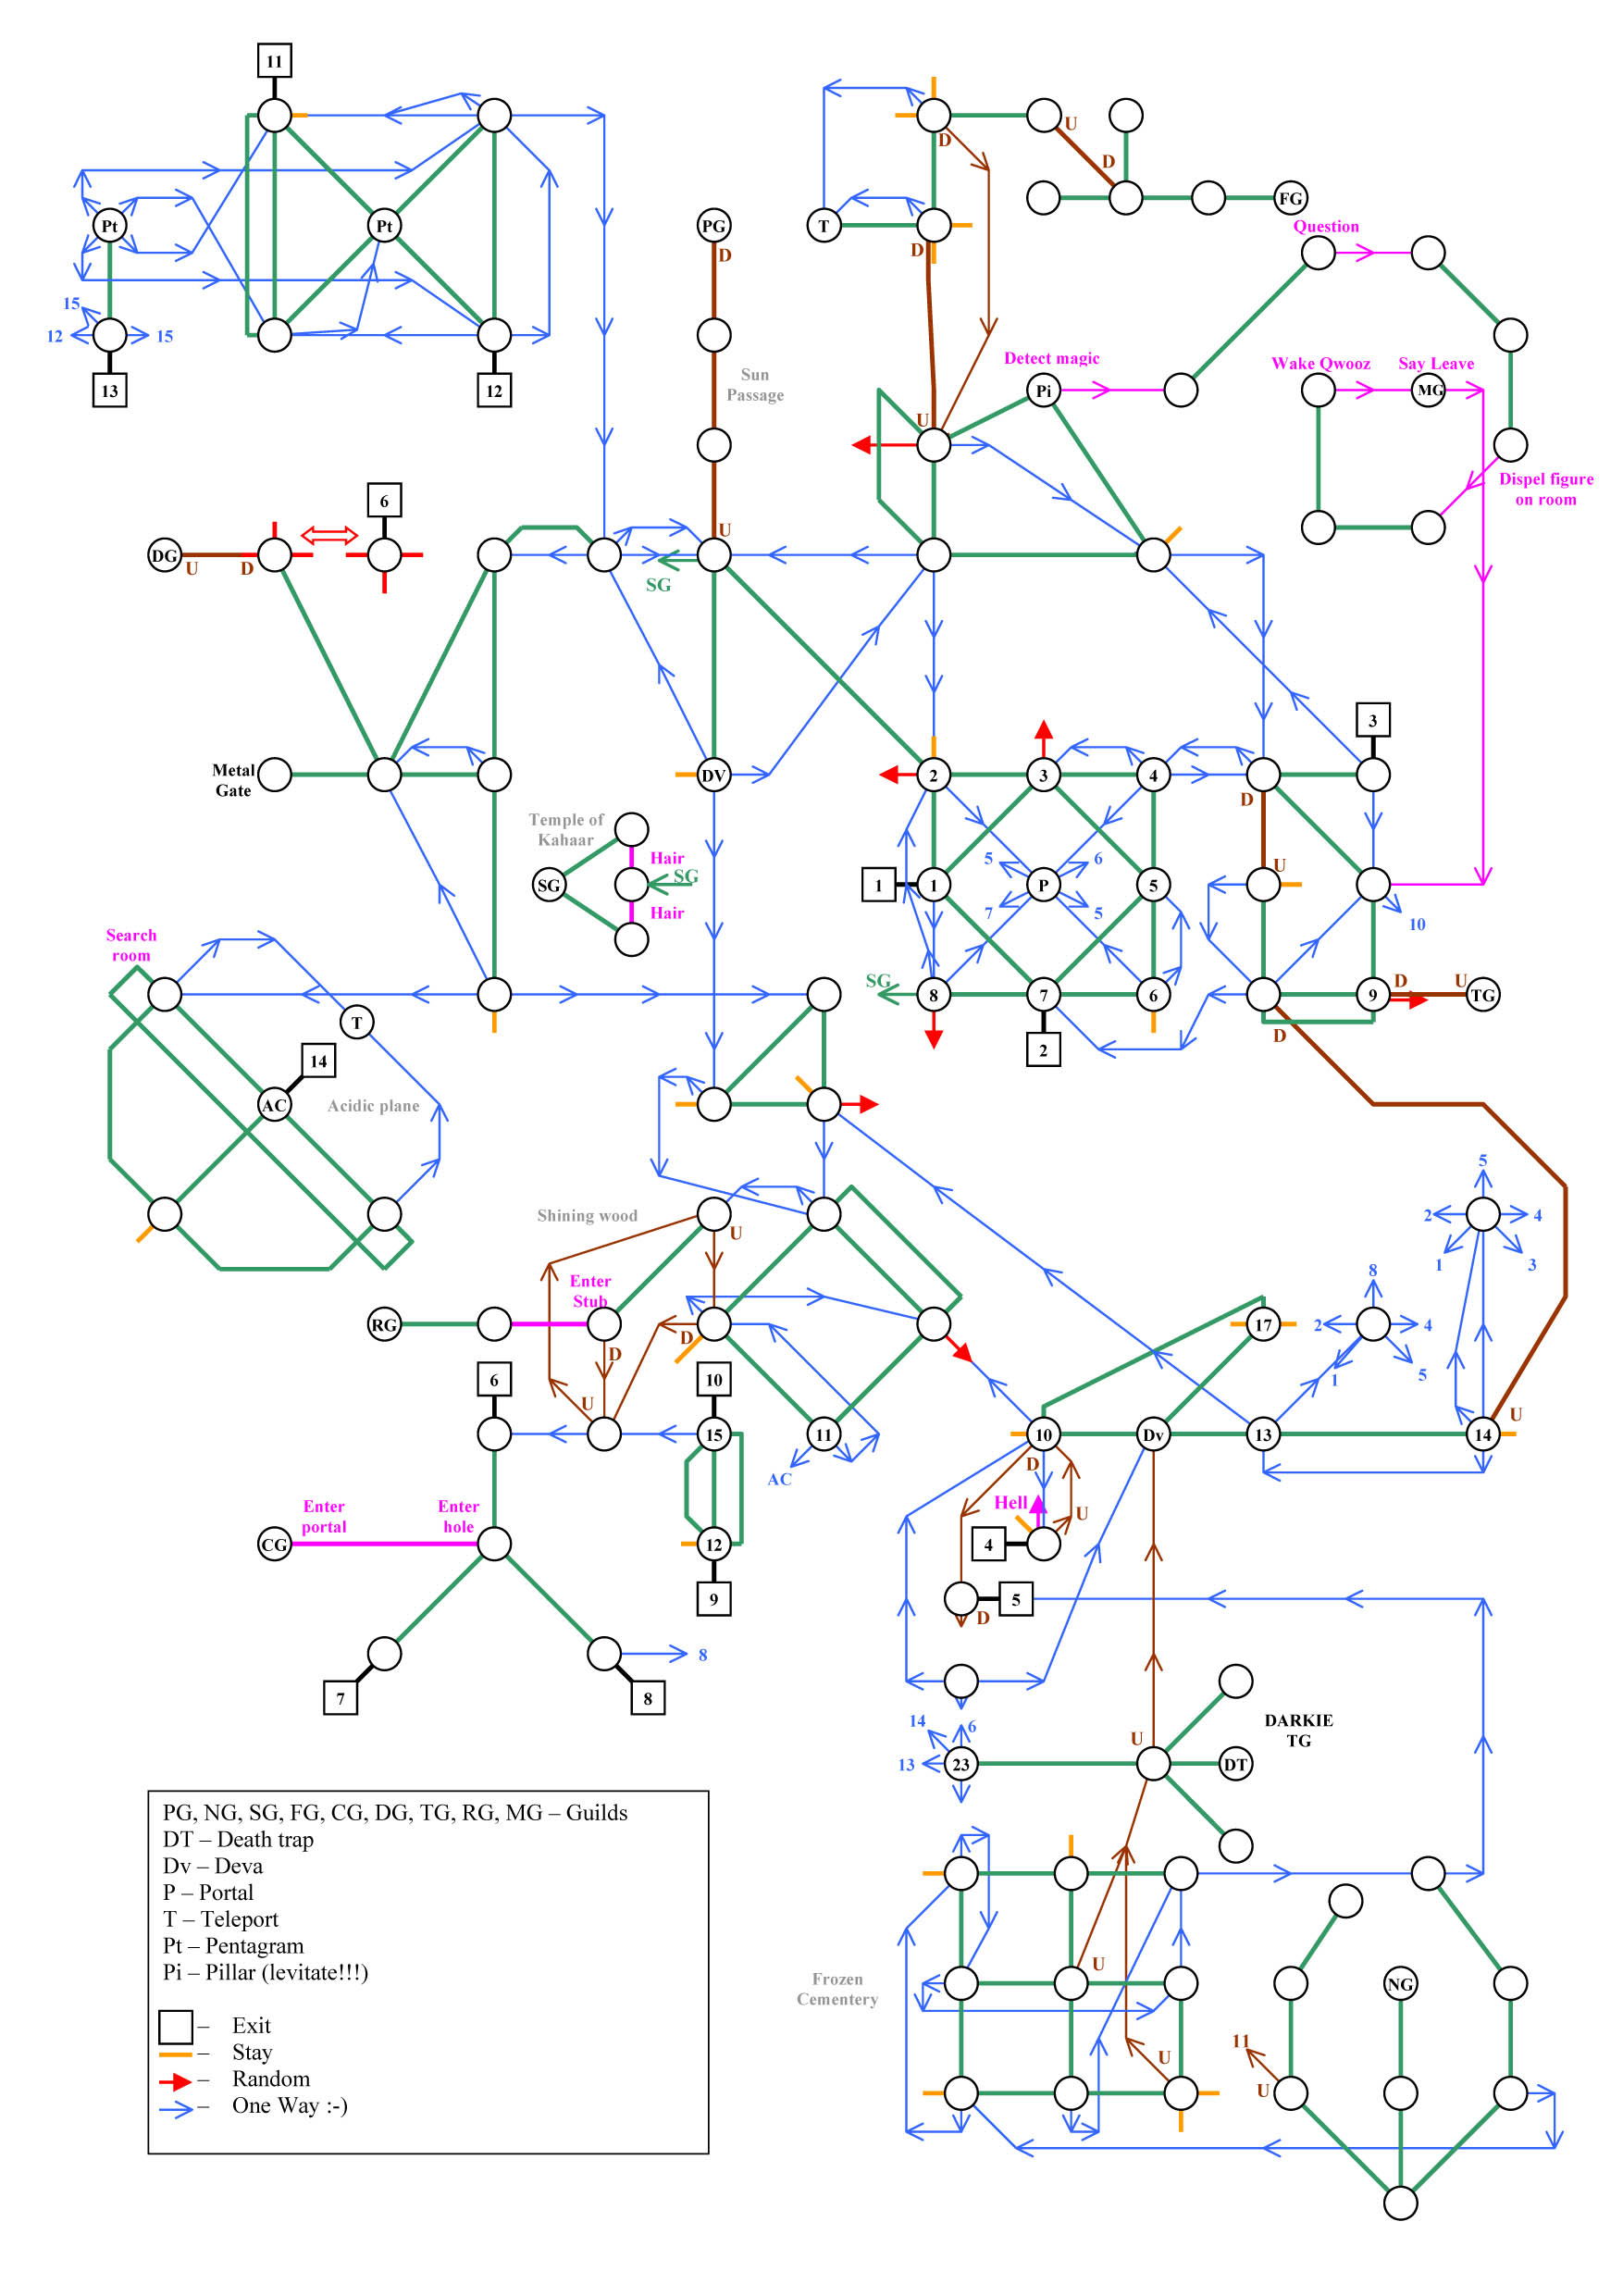 11
U
D
D
FG
Question
Pt
Pt
PG
D
T
D
15
12
15
13
12
Sun
Passage
Detect magic
Pi
Wake Qwooz
Say Leave
MG
U
Dispel figure
on room
6
DG
U
D
U
SG
3
Metal
Gate
DV
2
3
4
D
Temple of
Kahaar
Hair
SG
SG
Hair
5
6
U
1
1
P
5
7
5
10
Search
room
SG
8
7
6
9
D
U
TG
T
D
2
14
AC
Acidic plane
5
2
4
1
3
Shining wood
U
Enter
Stub
8
RG
D
17
2
4
D
1
5
6
U
10
U
15
11
10
Dv
13
14
AC
D
Enter
portal
Enter
hole
Hell
U
CG
12
4
9
5
D
8
7
8
DARKIE
TG
14
6
U
13
23
DT
PG, NG, SG, FG, CG, DG, TG, RG, MG – Guilds
DT – Death trap
Dv – Deva
P – Portal
T – Teleport
Pt – Pentagram
Pi – Pillar (levitate!!!)
– Exit
– Stay
– Random
– One Way :-)
U
Frozen
Cementery
NG
U
11
U